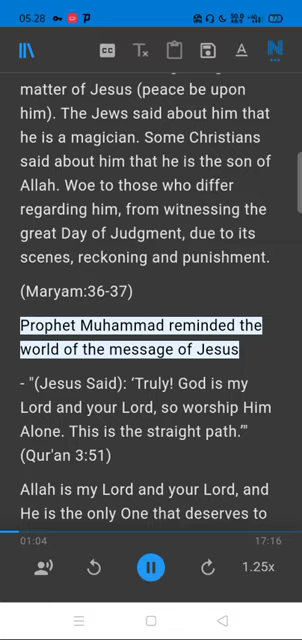 05.28
matter of Jesus (peace be upon
him). The Jews said about him that
he is a magician. Some Christians
said about him that he is the son of
Allah. Woe to those who differ
regarding him, from witnessing the
great Day of Judgment, due to its
scenes, reckoning and punishment.
(Maryam:36-37)
Prophet Muhammad reminded the
world of the message of Jesus
- "(Jesus Said): ‘Truly! God is my
Lord and your Lord, so worship Him
Alone. This is the straight path.’"
(Qur'an 3:51)
Allah is my Lord and your Lord, and
He is the only One that deserves to
01:04
17:16
1.25x